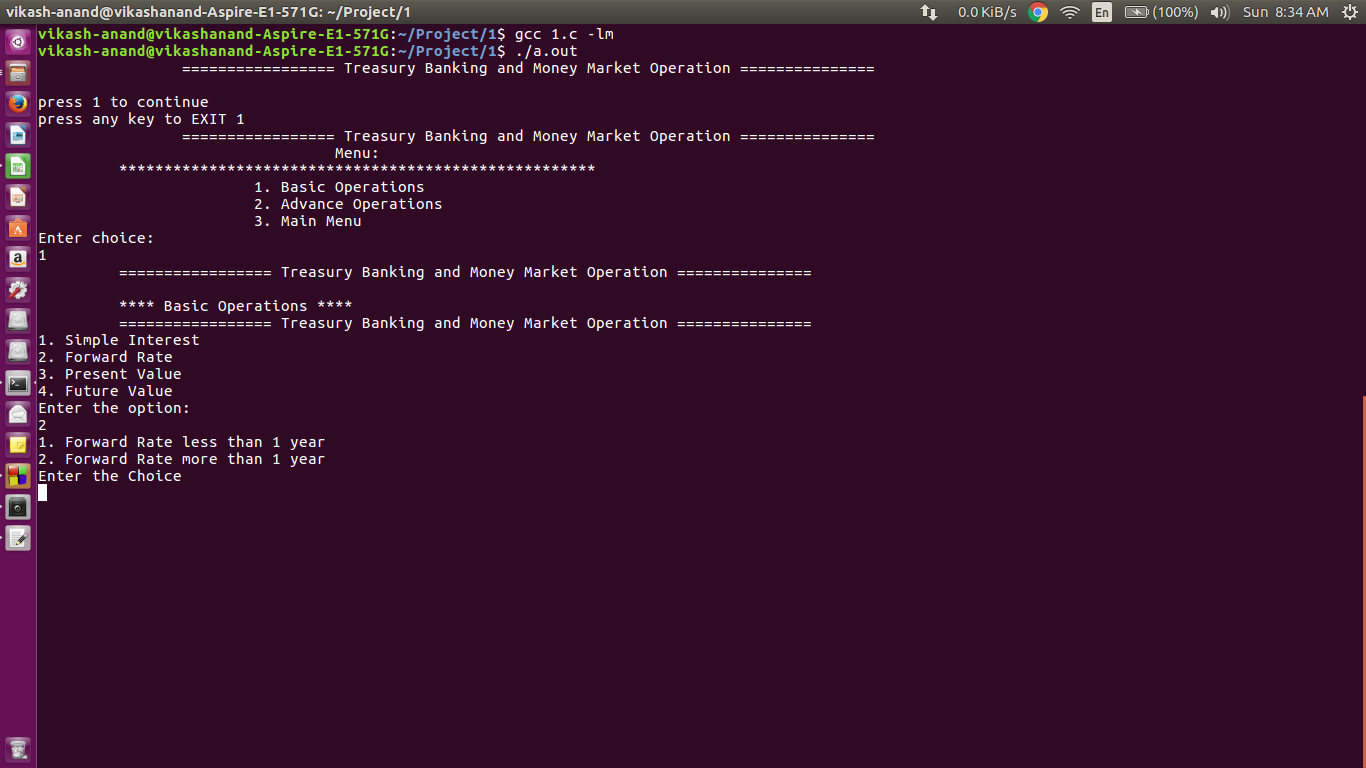 vikash-anand@vikashanand-Aspire-E1-571G: ~/Project/1 0.0 KiB/s En (100%) Sun 8:34 AM
vikash-anand@vikashanand-Aspire-E1-571G:~/Project/1$ gcc 1.c -lm
vikash-anand@vikashanand-Aspire-E1-571G:~/Project/1$ ./a.out
================= Treasury Banking and Money Market Operation ===============
press 1 to continue
press any key to EXIT 1
================= Treasury Banking and Money Market Operation ===============
Menu:
*****************************************************
1. Basic Operations
2. Advance Operations
3. Main Menu
Enter choice:
1
================= Treasury Banking and Money Market Operation ===============
**** Basic Operations ****
================= Treasury Banking and Money Market Operation ===============
1. Simple Interest
2. Forward Rate
3. Present Value
4. Future Value
Enter the option:
2
1. Forward Rate less than 1 year
2. Forward Rate more than 1 year
Enter the Choice